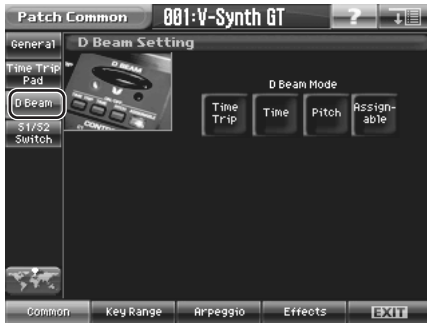 Patch Common
001:V-Synth GT
?
General
D Beam Setting
Time Trip
Pad
D Beam
S1/S2
Switch
D BEAM
D Beam Mode
Time
Trip
Time
Pitch
Assign-
able
Common
Key Range
Arpeggio
Effects
EXIT